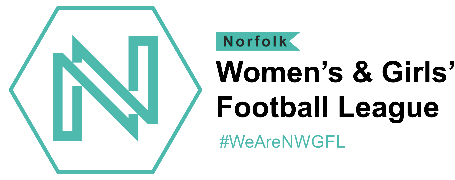 N
Norfolk
Women's & Girls'
Football League
#WeAreNWGFL